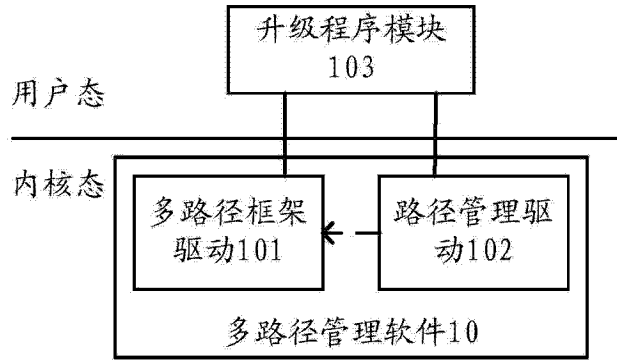 升级程序模块
103
用户态
内核态
多路径框架
驱动101
路径管理驱
动102
多路径管理软件10